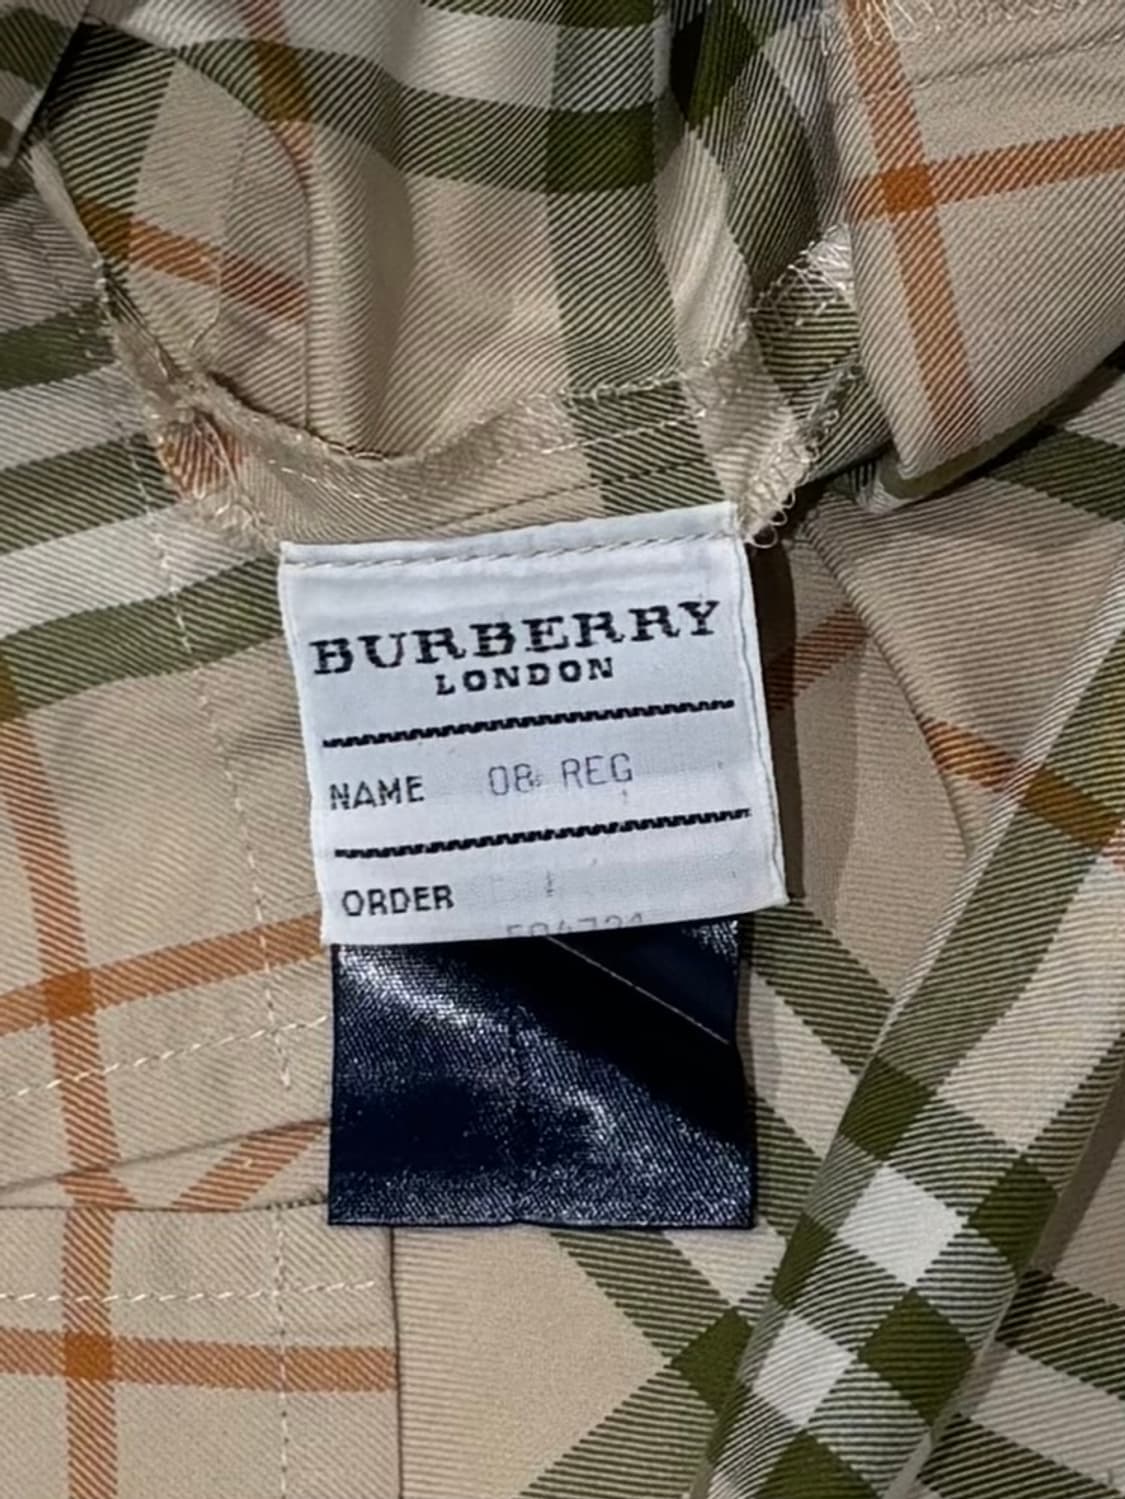 BURBERRY
LONDON
NAME 08 REG
ORDER